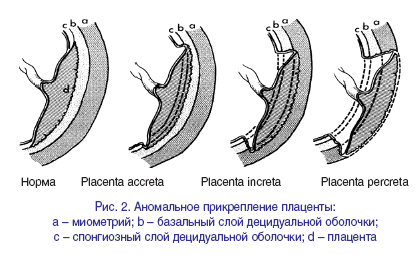 c b a
c b a
c b a
c b a
d
Норма Placenta accreta Placenta increta Placenta percreta
Рис. 2. Аномальное прикрепление плаценты:
a – миометрий; b – базальный слой децидуальной оболочки;
c – спонгиозный слой децидуальной оболочки; d – плацента